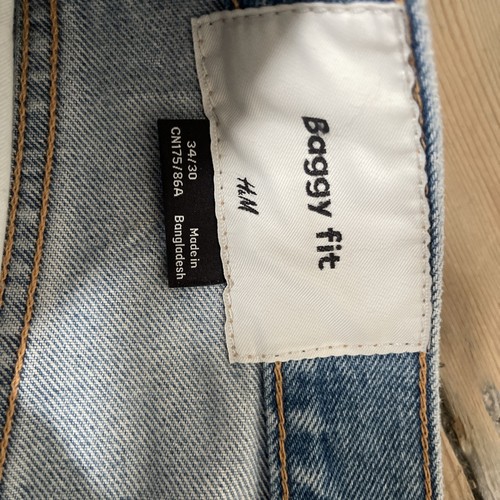 Baggy fit
H&M
34/30
CN175/86A
Made in
Bangladesh